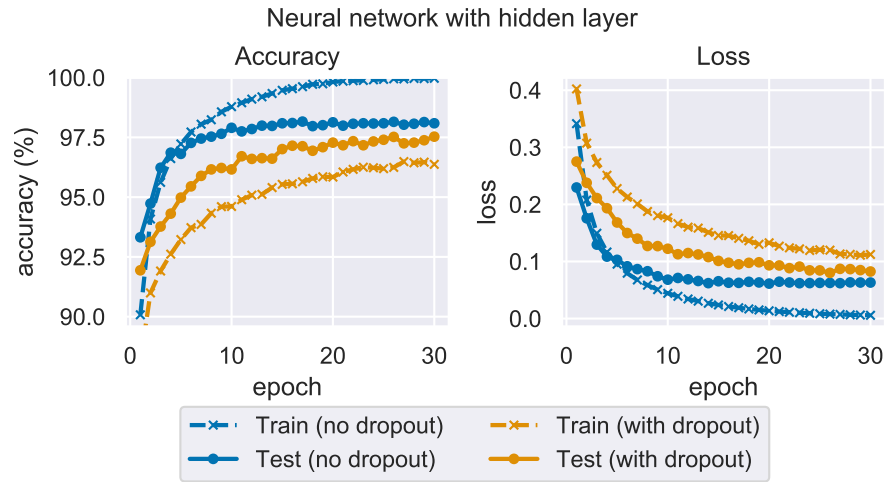 Neural network with hidden layer
Accuracy
100.0
97.5
95.0
92.5
90.0
accuracy (%)
0
10
20
30
epoch
Loss
0.4
0.3
0.2
0.1
0.0
loss
0
10
20
30
epoch
Train (no dropout)
Test (no dropout)
Train (with dropout)
Test (with dropout)